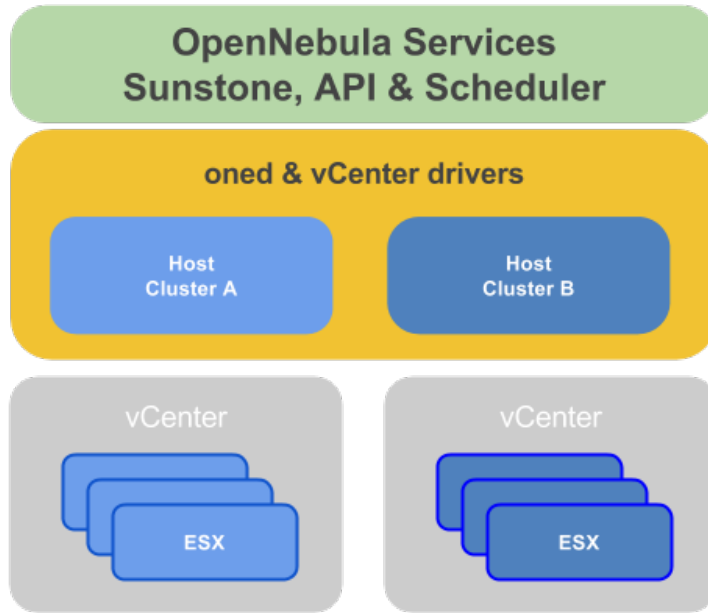 OpenNebula Services
Sunstone, API & Scheduler
oned & vCenter drivers
Host
Cluster A
Host
Cluster B
vCenter
vCenter
ESX
ESX